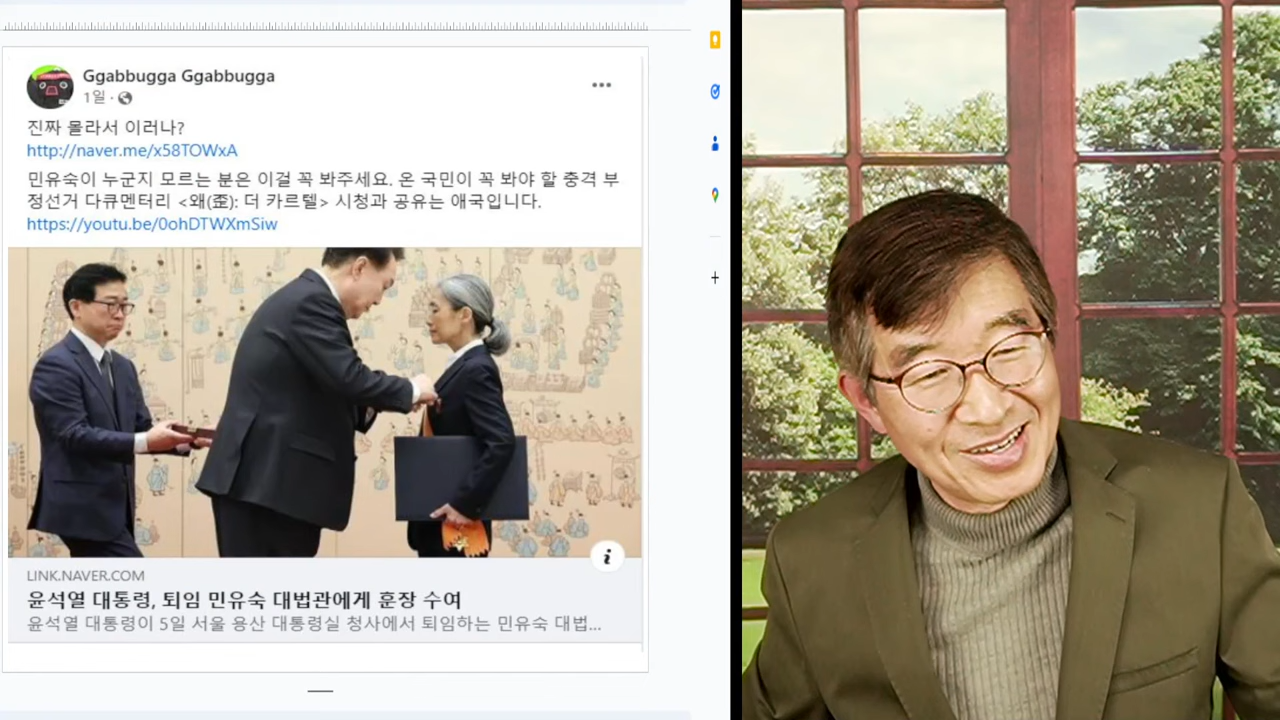 Ggabbugga Ggabbugga
1일 ·
진짜 몰라서 이러나?
http://naver.me/x58TOWxA
민유숙이 누군지 모르는 분은 이걸 꼭 봐주세요. 온 국민이 꼭 봐야 할 충격 부
정선거 다큐멘터리 <왜(歪): 더 카르텔> 시청과 공유는 애국입니다.
https://youtu.be/0ohDTWXmSiw
LINK.NAVER.COM
윤석열 대통령, 퇴임 민유숙 대법관에게 훈장 수여
윤석열 대통령이 5일 서울 용산 대통령실 청사에서 퇴임하는 민유숙 대법...